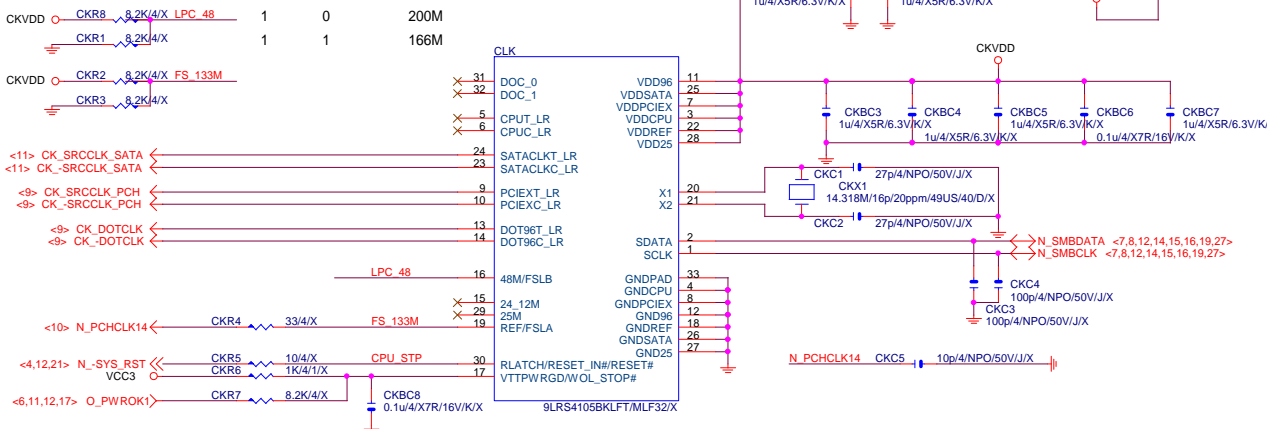 1u/4/X5R/6.3V/K/X 1u/4/X5R/6.3V/K/X
CKVDD CKR8 8.2K/4/X LPC_48 1 0 200M
CKR1 8.2K/4/X 1 1 166M
CKVDD
CLK
CKVDD CKR2 8.2K/4/X FS_133M
CKR3 8.2K/4/X
31 DOC_0 VDD96 11
32 DOC_1 VDDSATA 25
VDDPCIEX 7
5 CPUT_LR VDDCPU 3
6 CPUC_LR VDDREF 22
VDD25 28
CKBC3 CKBC4 CKBC5 CKBC6 CKBC7
1u/4/X5R/6.3V/K/X 1u/4/X5R/6.3V/K/X 1u/4/X5R/6.3V/K/X 0.1u/4/X7R/16V/K/X 1u/4/X5R/6.3V/K/X
<11> CK_SRCCLK_SATA 24 SATACLKT_LR
<11> CK_-SRCCLK_SATA 23 SATACLKC_LR
<9> CK_SRCCLK_PCH 9 PCIEXT_LR X1 20
<9> CK_-SRCCLK_PCH 10 PCIEXC_LR X2 21
CKC1 27p/4/NPO/50V/J/X
CKX1
14.318M/16p/20ppm/49US/40/D/X
CKC2 27p/4/NPO/50V/J/X
<9> CK_DOTCLK 13 DOT96T_LR
<9> CK_-DOTCLK 14 DOT96C_LR
SDATA 2 N_SMBDATA <7,8,12,14,15,16,19,27>
SCLK 1 N_SMBCLK <7,8,12,14,15,16,19,27>
LPC_48 16 48M/FSLB
GNDPAD 33
GNDCPU 4
GNDPCIEX 8
GND96 12
GNDREF 18
GNDSATA 26
GND25 27
CKC4
100p/4/NPO/50V/J/X
CKC3
100p/4/NPO/50V/J/X
15 24_12M
29 25M
<10> N_PCHCLK14 CKR4 33/4/X FS_133M 19 REF/FSLA
<4,12,21> N_-SYS_RST CKR5 10/4/X CPU_STP 30 RLATCH/RESET_IN#/RESET#
VCC3 CKR6 1K/4/1/X 17 VTTPWRGD/WOL_STOP#
N_PCHCLK14 CKC5 10p/4/NPO/50V/J/X
<6,11,12,17> O_PWROK1 CKR7 8.2K/4/X
CKBC8
0.1u/4/X7R/16V/K/X
9LRS4105BKLFT/MLF32/X